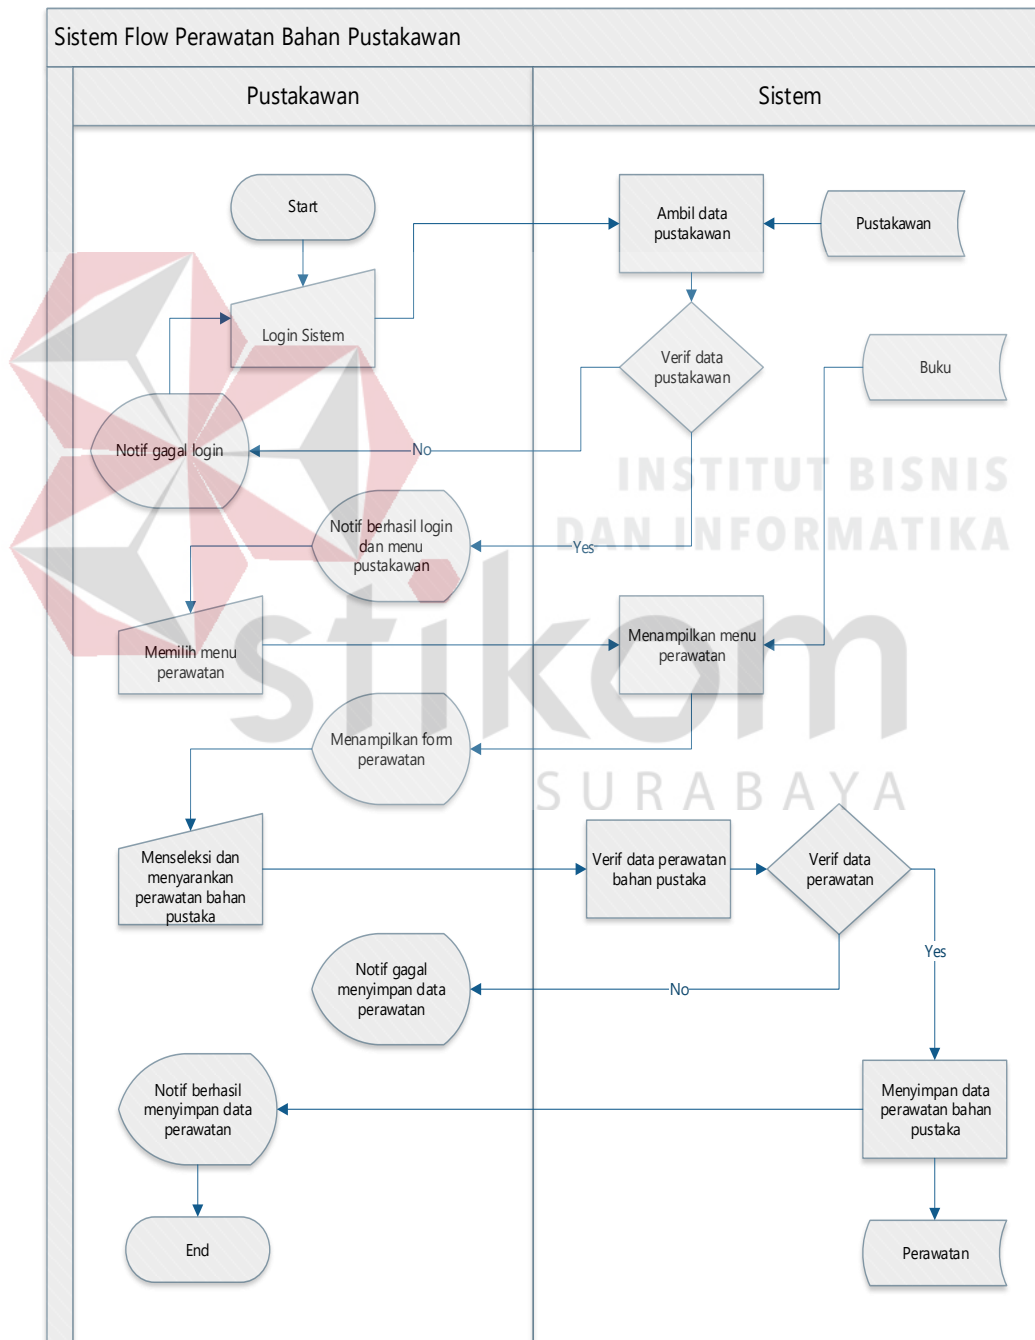 Sistem Flow Perawatan Bahan Pustakawan
Pustakawan
Sistem
Start
Ambil data
pustakawan
Pustakawan
Login Sistem
Verif data
pustakawan
Buku
Notif gagal login
No
INSTITUT BISNIS
DAN INFORMATIKA
Notif berhasil login
dan menu
pustakawan
Yes
Memilih menu
perawatan
Menampilkan menu
perawatan
stikom
SURABAYA
Menampilkan form
perawatan
Menseleksi dan
menyarankan
perawatan bahan
pustaka
Verif data perawatan
bahan pustaka
Verif data
perawatan
Yes
Notif gagal
menyimpan data
perawatan
No
Notif berhasil
menyimpan data
perawatan
Menyimpan data
perawatan bahan
pustaka
End
Perawatan